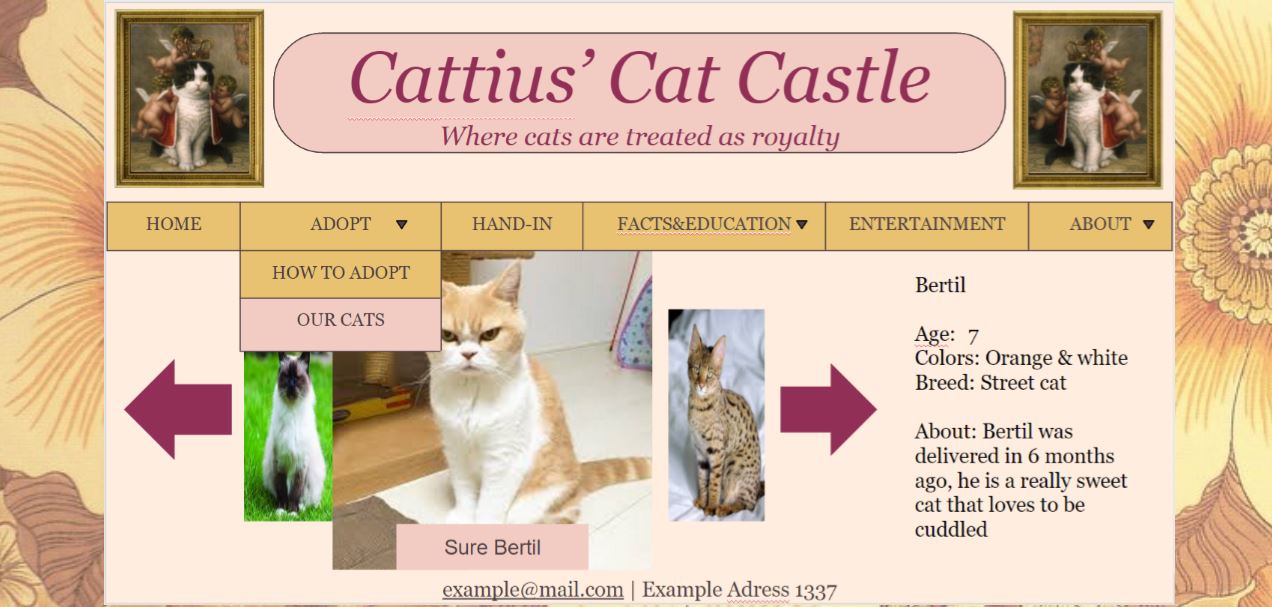 Cattius’ Cat Castle
Where cats are treated as royalty
HOME
ADOPT
HAND-IN
FACTS&EDUCATION
ENTERTAINMENT
ABOUT
HOW TO ADOPT
OUR CATS
Bertil
Age: 7
Colors: Orange & white
Breed: Street cat
About: Bertil was
delivered in 6 months
ago, he is a really sweet
cat that loves to be
cuddled
Sure Bertil
example@mail.com | Example Adress 1337